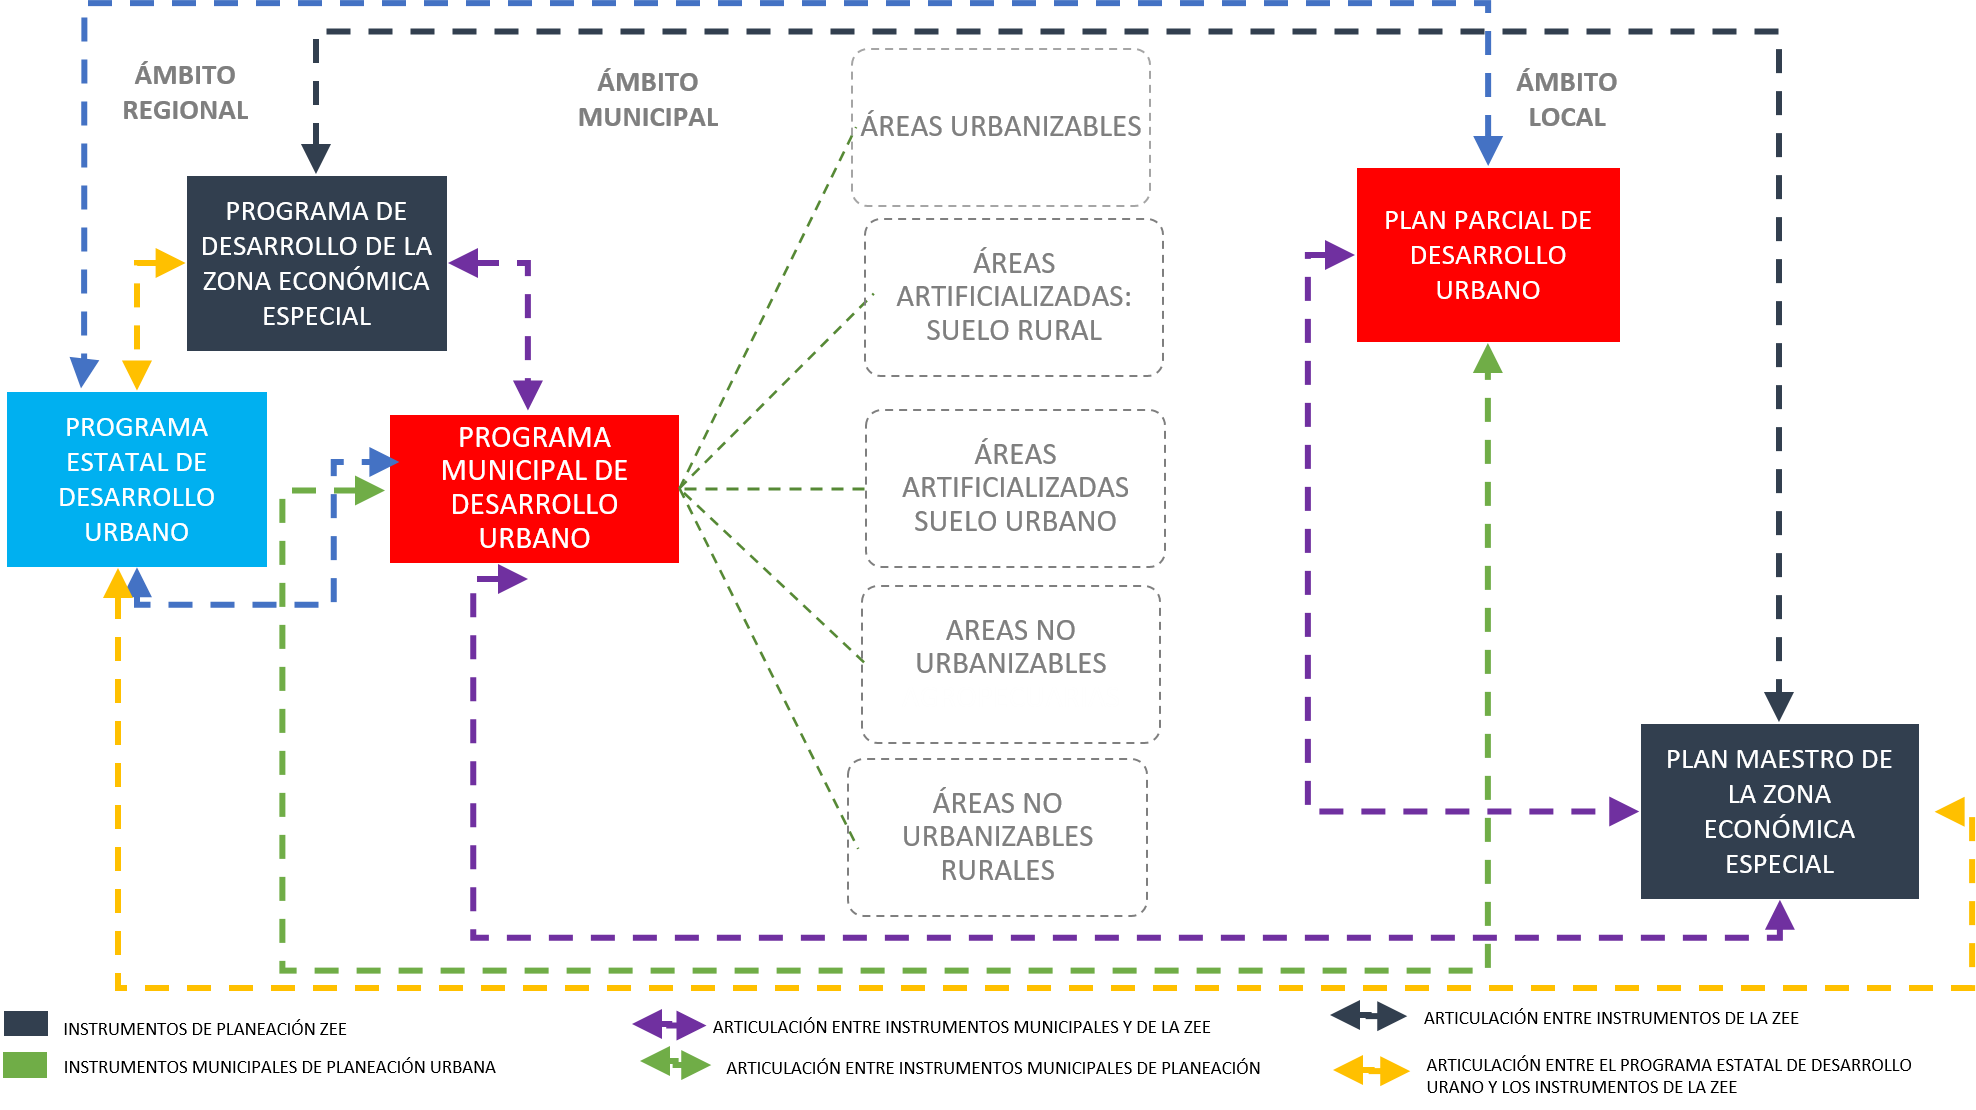 ÁMBITO
REGIONAL
ÁMBITO
MUNICIPAL
ÁMBITO
LOCAL
PROGRAMA DE
DESARROLLO DE LA
ZONA ECONÓMICA
ESPECIAL
PROGRAMA
ESTATAL DE
DESARROLLO
URBANO
PROGRAMA
MUNICIPAL DE
DESARROLLO
URBANO
ÁREAS URBANIZABLES
ÁREAS
ARTIFICIALIZADAS:
SUELO RURAL
ÁREAS
ARTIFICIALIZADAS
SUELO URBANO
AREAS NO
URBANIZABLES
ÁREAS NO
URBANIZABLES
RURALES
PLAN PARCIAL DE
DESARROLLO
URBANO
PLAN MAESTRO DE
LA ZONA
ECONÓMICA
ESPECIAL
INSTRUMENTOS DE PLANEACIÓN ZEE
INSTRUMENTOS MUNICIPALES DE PLANEACIÓN URBANA
ARTICULACIÓN ENTRE INSTRUMENTOS MUNICIPALES Y DE LA ZEE
ARTICULACIÓN ENTRE INSTRUMENTOS MUNICIPALES DE PLANEACIÓN
ARTICULACIÓN ENTRE INSTRUMENTOS DE LA ZEE
ARTICULACIÓN ENTRE EL PROGRAMA ESTATAL DE DESARROLLO
URANO Y LOS INSTRUMENTOS DE LA ZEE